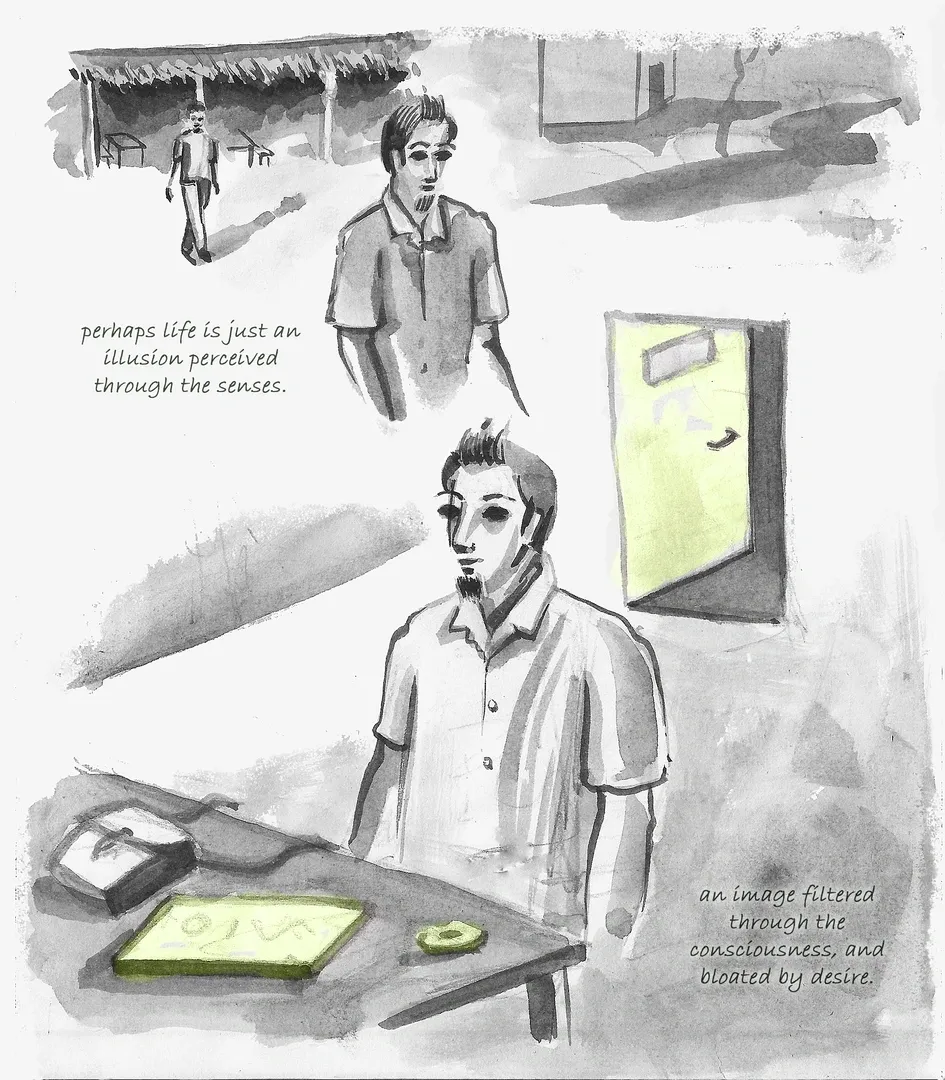 perhaps life is just an
illusion perceived
through the senses.
an image filtered
through the
consciousness, and
bloated by desire.